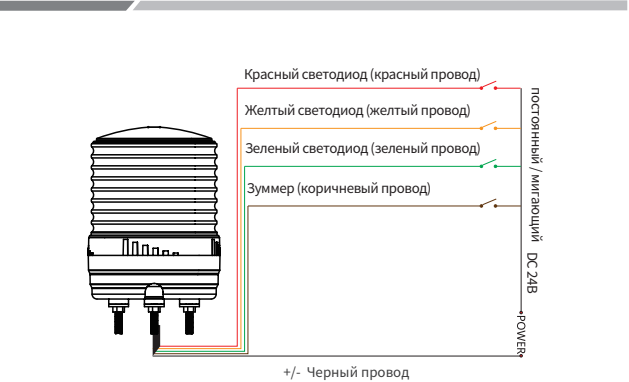 Красный светодиод (красный провод)
Желтый светодиод (желтый провод)
Зеленый светодиод (зеленый провод)
Зуммер (коричневый провод)
постоянный / мигающий DC 24В
POWER
+/- Черный провод